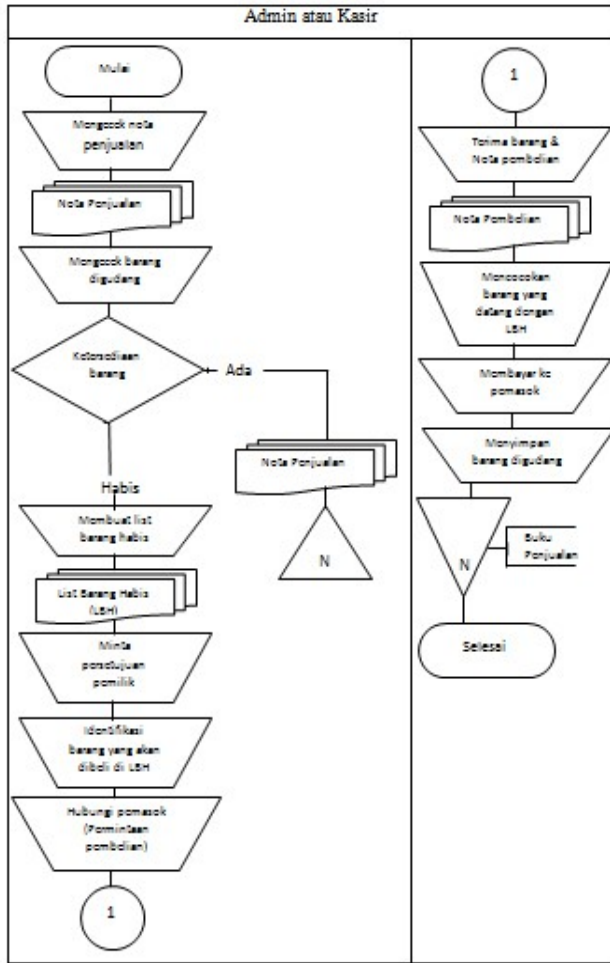 Admin atau Kasir
Mulai
Mengecek nota
penjualan
Nota Penjualan
Mengecek barang
digudang
Ketersediaan
barang
Ada
Nota Penjualan
N
Habis
Membuat list
barang habis
List Barang Habis
(LBH)
Minta
persetujuan
pemilik
Identifikasi
barang yang akan
dibeli di LBH
Hubungi pemasok
(Permintaan
pembelian)
1
1
Terima barang &
Nota pembelian
Nota Pembelian
Mencocokan
barang yang
datang dengan
LBH
Membayar ke
pemasok
Menyimpan
barang digudang
N
Buku
Penjualan
Selesai